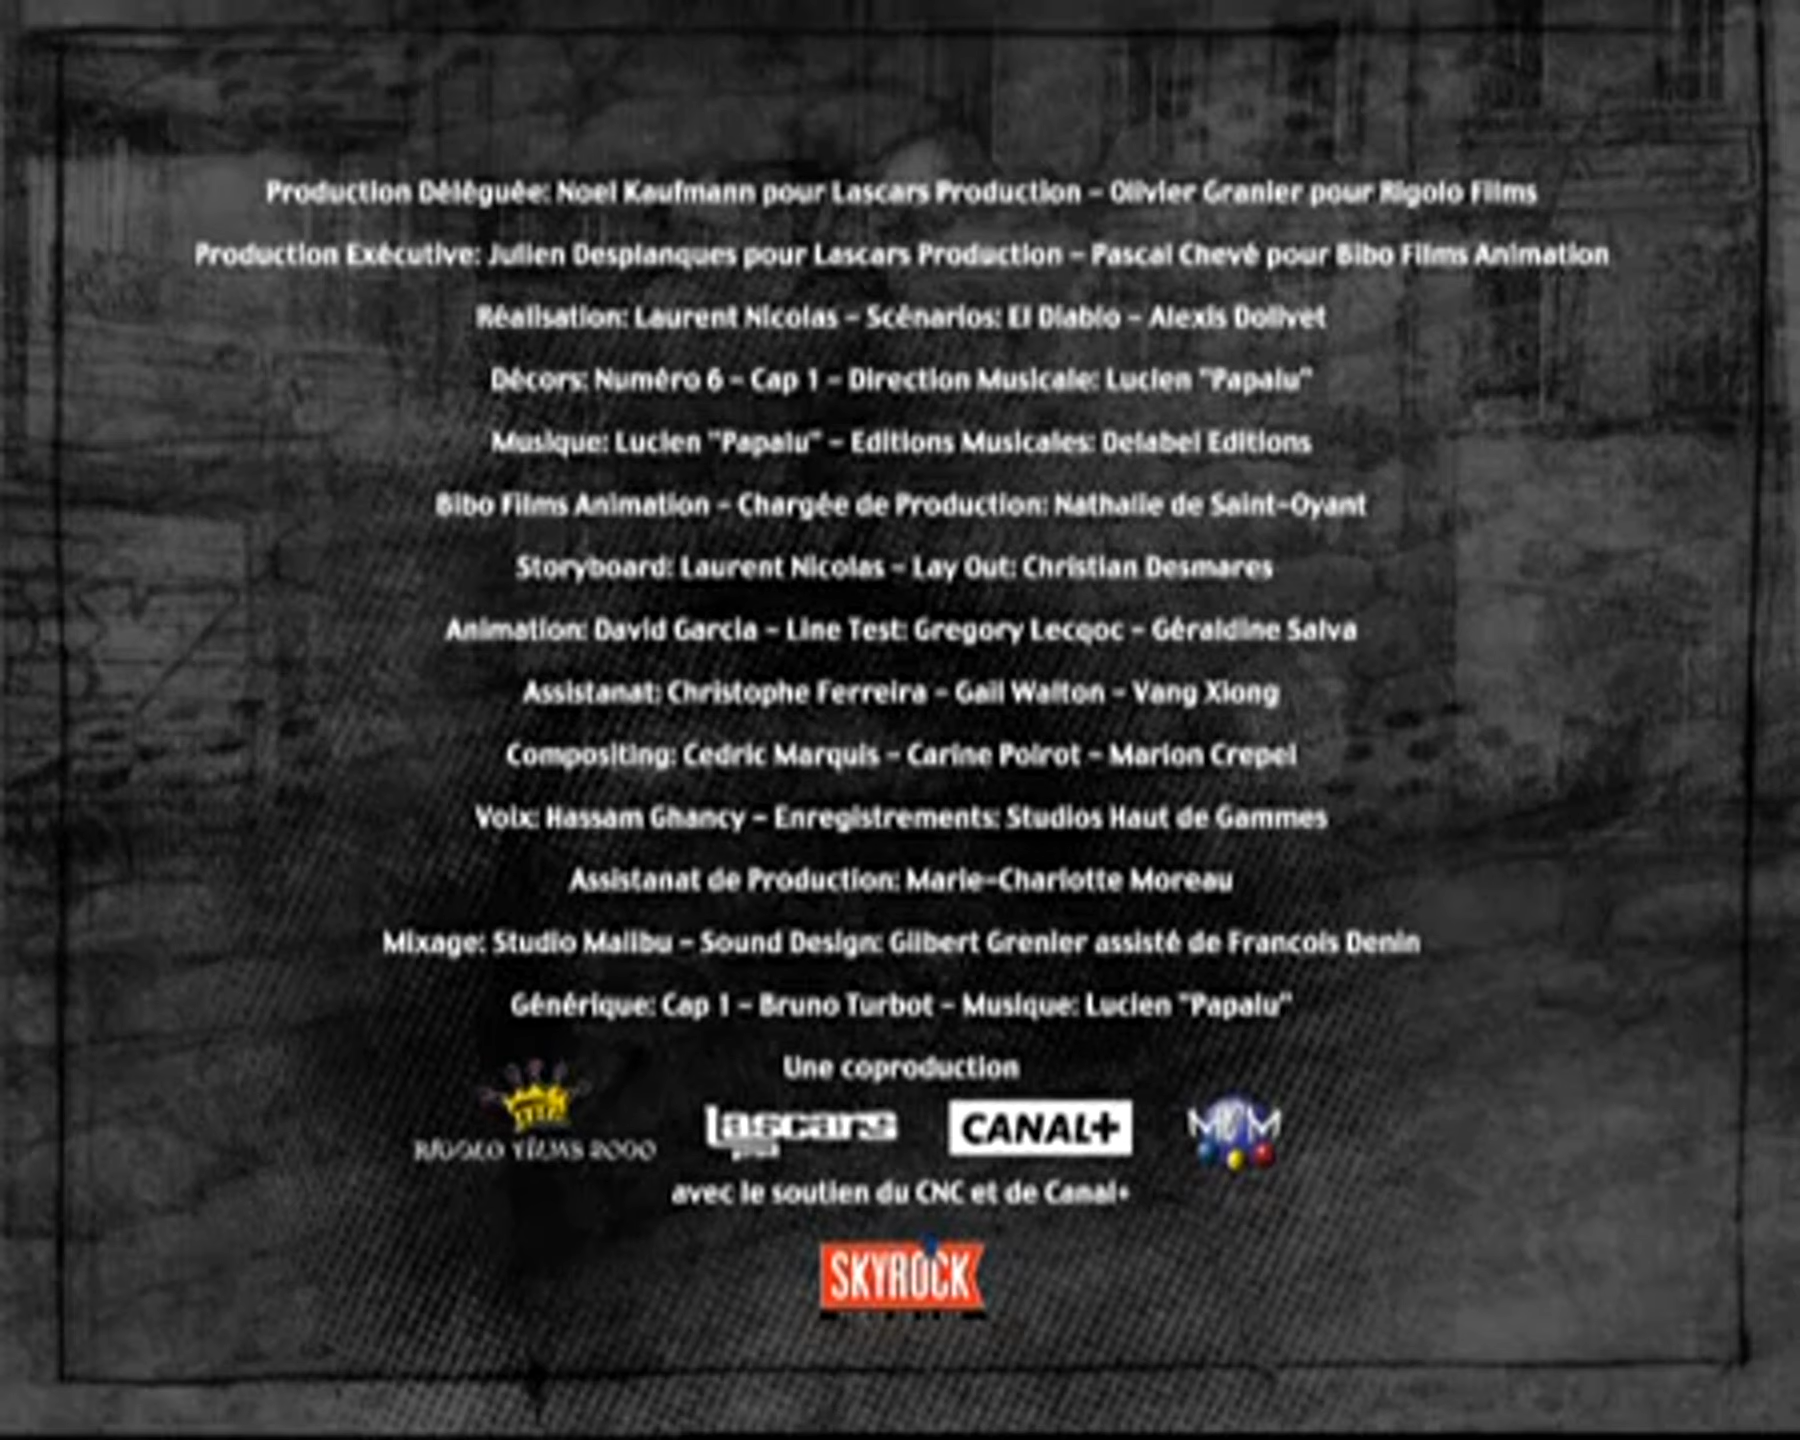 Production Déléguée: Noel Kaufmann pour Lascars Production - Olivier Granier pour Rigolo Films
Production Exécutive: Julien Desplanques pour Lascars Production - Pascal Chevé pour Bibo Films Animation
Réalisation: Laurent Nicolas - Scénarios: El Diablo - Alexis Dolivet
Décors: Numéro 6 - Cap 1 - Direction Musicale: Lucien "Papalu"
Musique: Lucien "Papalu" - Editions Musicales: Delabel Editions
Bibo Films Animation - Chargée de Production: Nathalie de Saint-Oyant
Storyboard: Laurent Nicolas - Lay Out: Christian Desmares
Animation: David Garcia - Line Test: Gregory Lecqoc - Géraldine Salva
Assistanat: Christophe Ferreira - Gail Walton - Vang Xiong
Compositing: Cedric Marquis - Carine Poirot - Marion Crepel
Voix: Hassam Ghancy - Enregistrements: Studios Haut de Gammes
Assistanat de Production: Marie-Charlotte Moreau
Mixage: Studio Malibu - Sound Design: Gilbert Grenier assisté de Francois Denin
Générique: Cap 1 - Bruno Turbot - Musique: Lucien "Papalu"
Une coproduction
RIGOLO FILMS 2000 lascars CANAL+ MCM
avec le soutien du CNC et de Canal+
SKYROCK